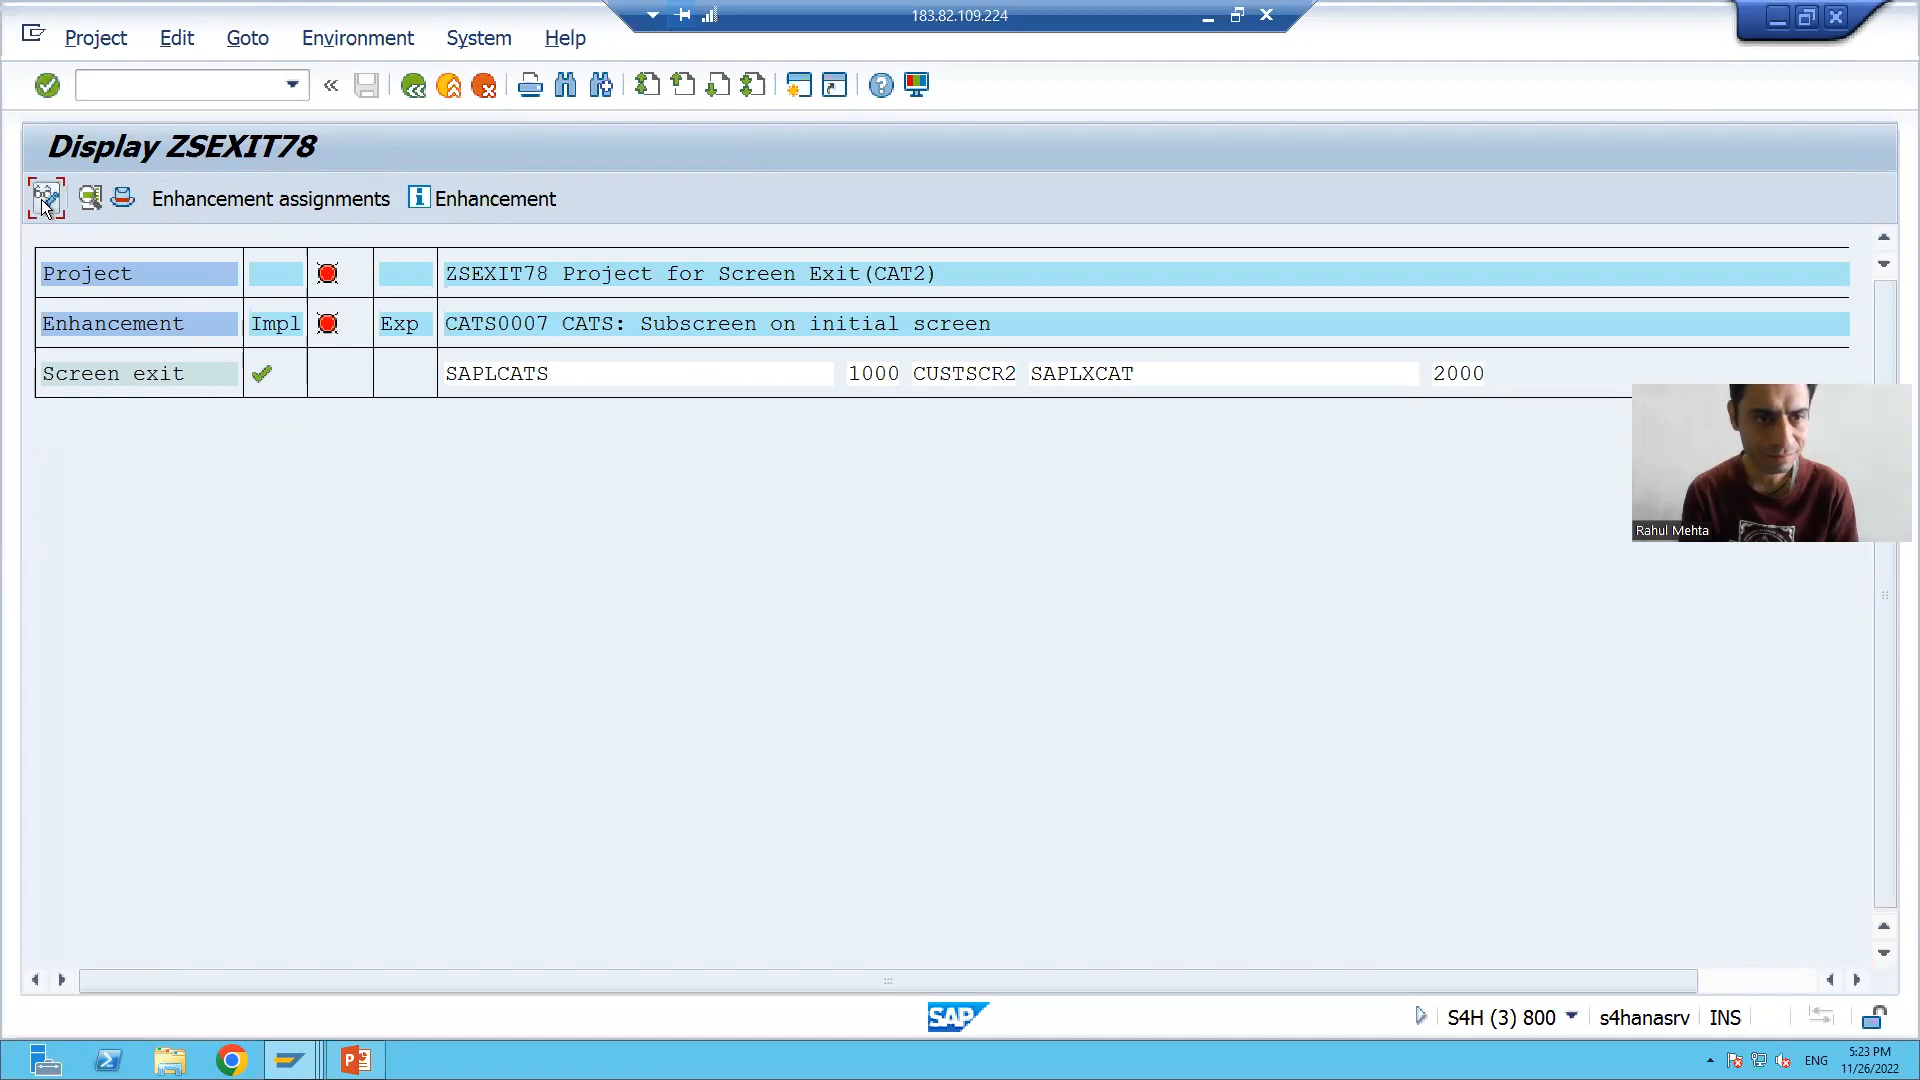 183.82.109.224
Project Edit Goto Environment System Help
Display ZSEXIT78
Enhancement assignments Enhancement
Project ZSEXIT78 Project for Screen Exit(CAT2)
Enhancement Impl Exp CATS0007 CATS: Subscreen on initial screen
Screen exit SAPLCATS 1000 CUSTSCR2 SAPLXCAT 2000
Rahul Mehta
SAP
S4H (3) 800 s4hanasrv INS
ENG
5:23 PM
11/26/2022